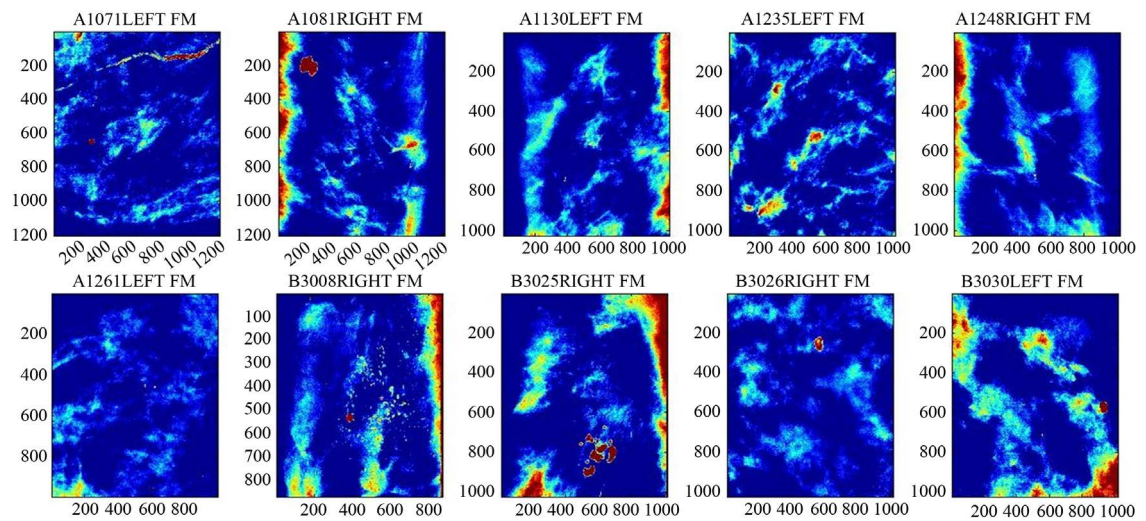 A1071LEFT FM A1081RIGHT FM A1130LEFT FM A1235LEFT FM A1248RIGHT FM
200 200 200 200 200
400 400 400 400 400
600 600 600 600 600
800 800 800 800 800
1000 1000 1000 1000 1000
1200 1200
200 400 600 800 1000 1200 200 400 600 800 1000 1200 200 400 600 800 1000 200 400 600 800 1000 200 400 600 800 1000
A1261LEFT FM B3008RIGHT FM B3025RIGHT FM B3026RIGHT FM B3030LEFT FM
200 100 200 200 200
400 200 400 400 400
600 300 600 600 600
800 400 800 800 800
500 1000 1000 1000
600
700
800
200 400 600 800 200 400 600 800 200 400 600 800 1000 200 400 600 800 1000 200 400 600 800 1000